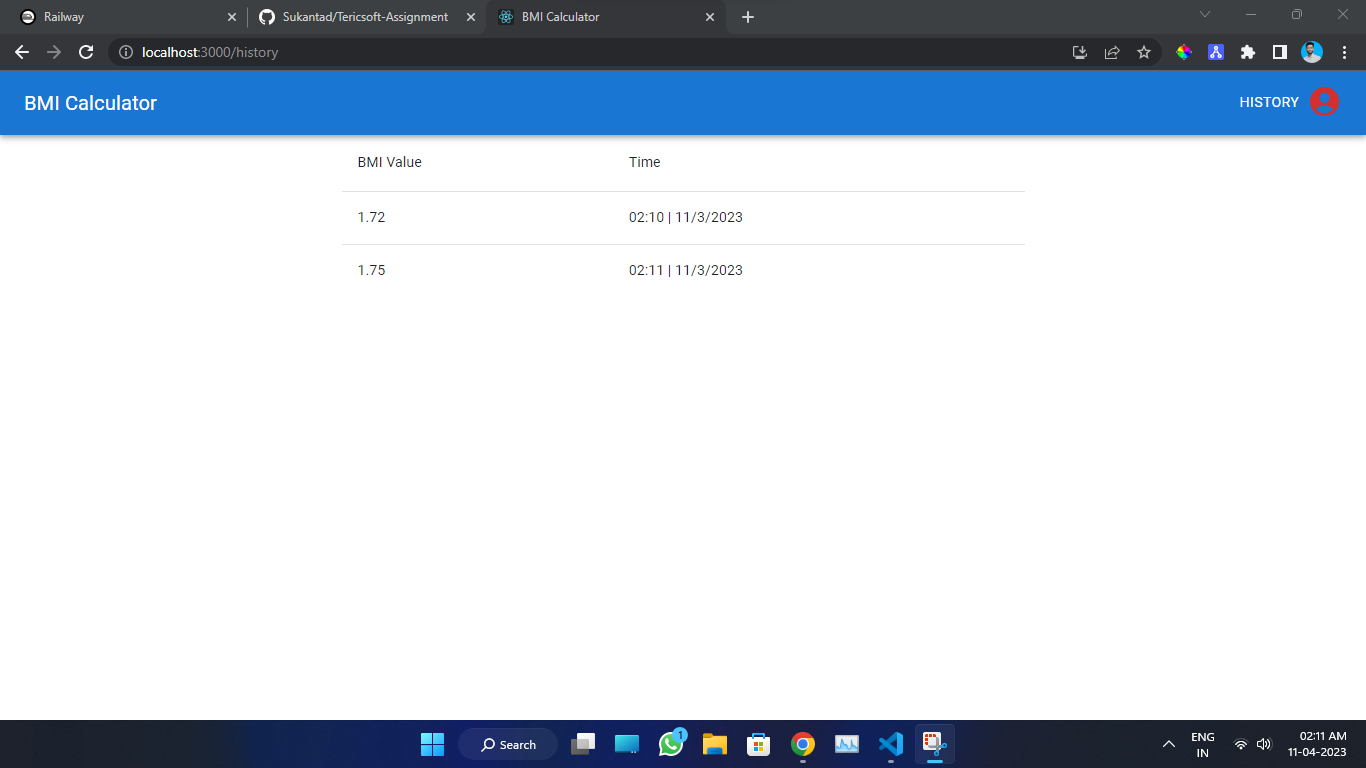 Railway
Sukantad/Tericsoft-Assignment
BMI Calculator
localhost:3000/history
BMI Calculator
HISTORY
BMI Value Time
1.72 02:10 | 11/3/2023
1.75 02:11 | 11/3/2023
Search
1
ENG
IN
02:11 AM
11-04-2023